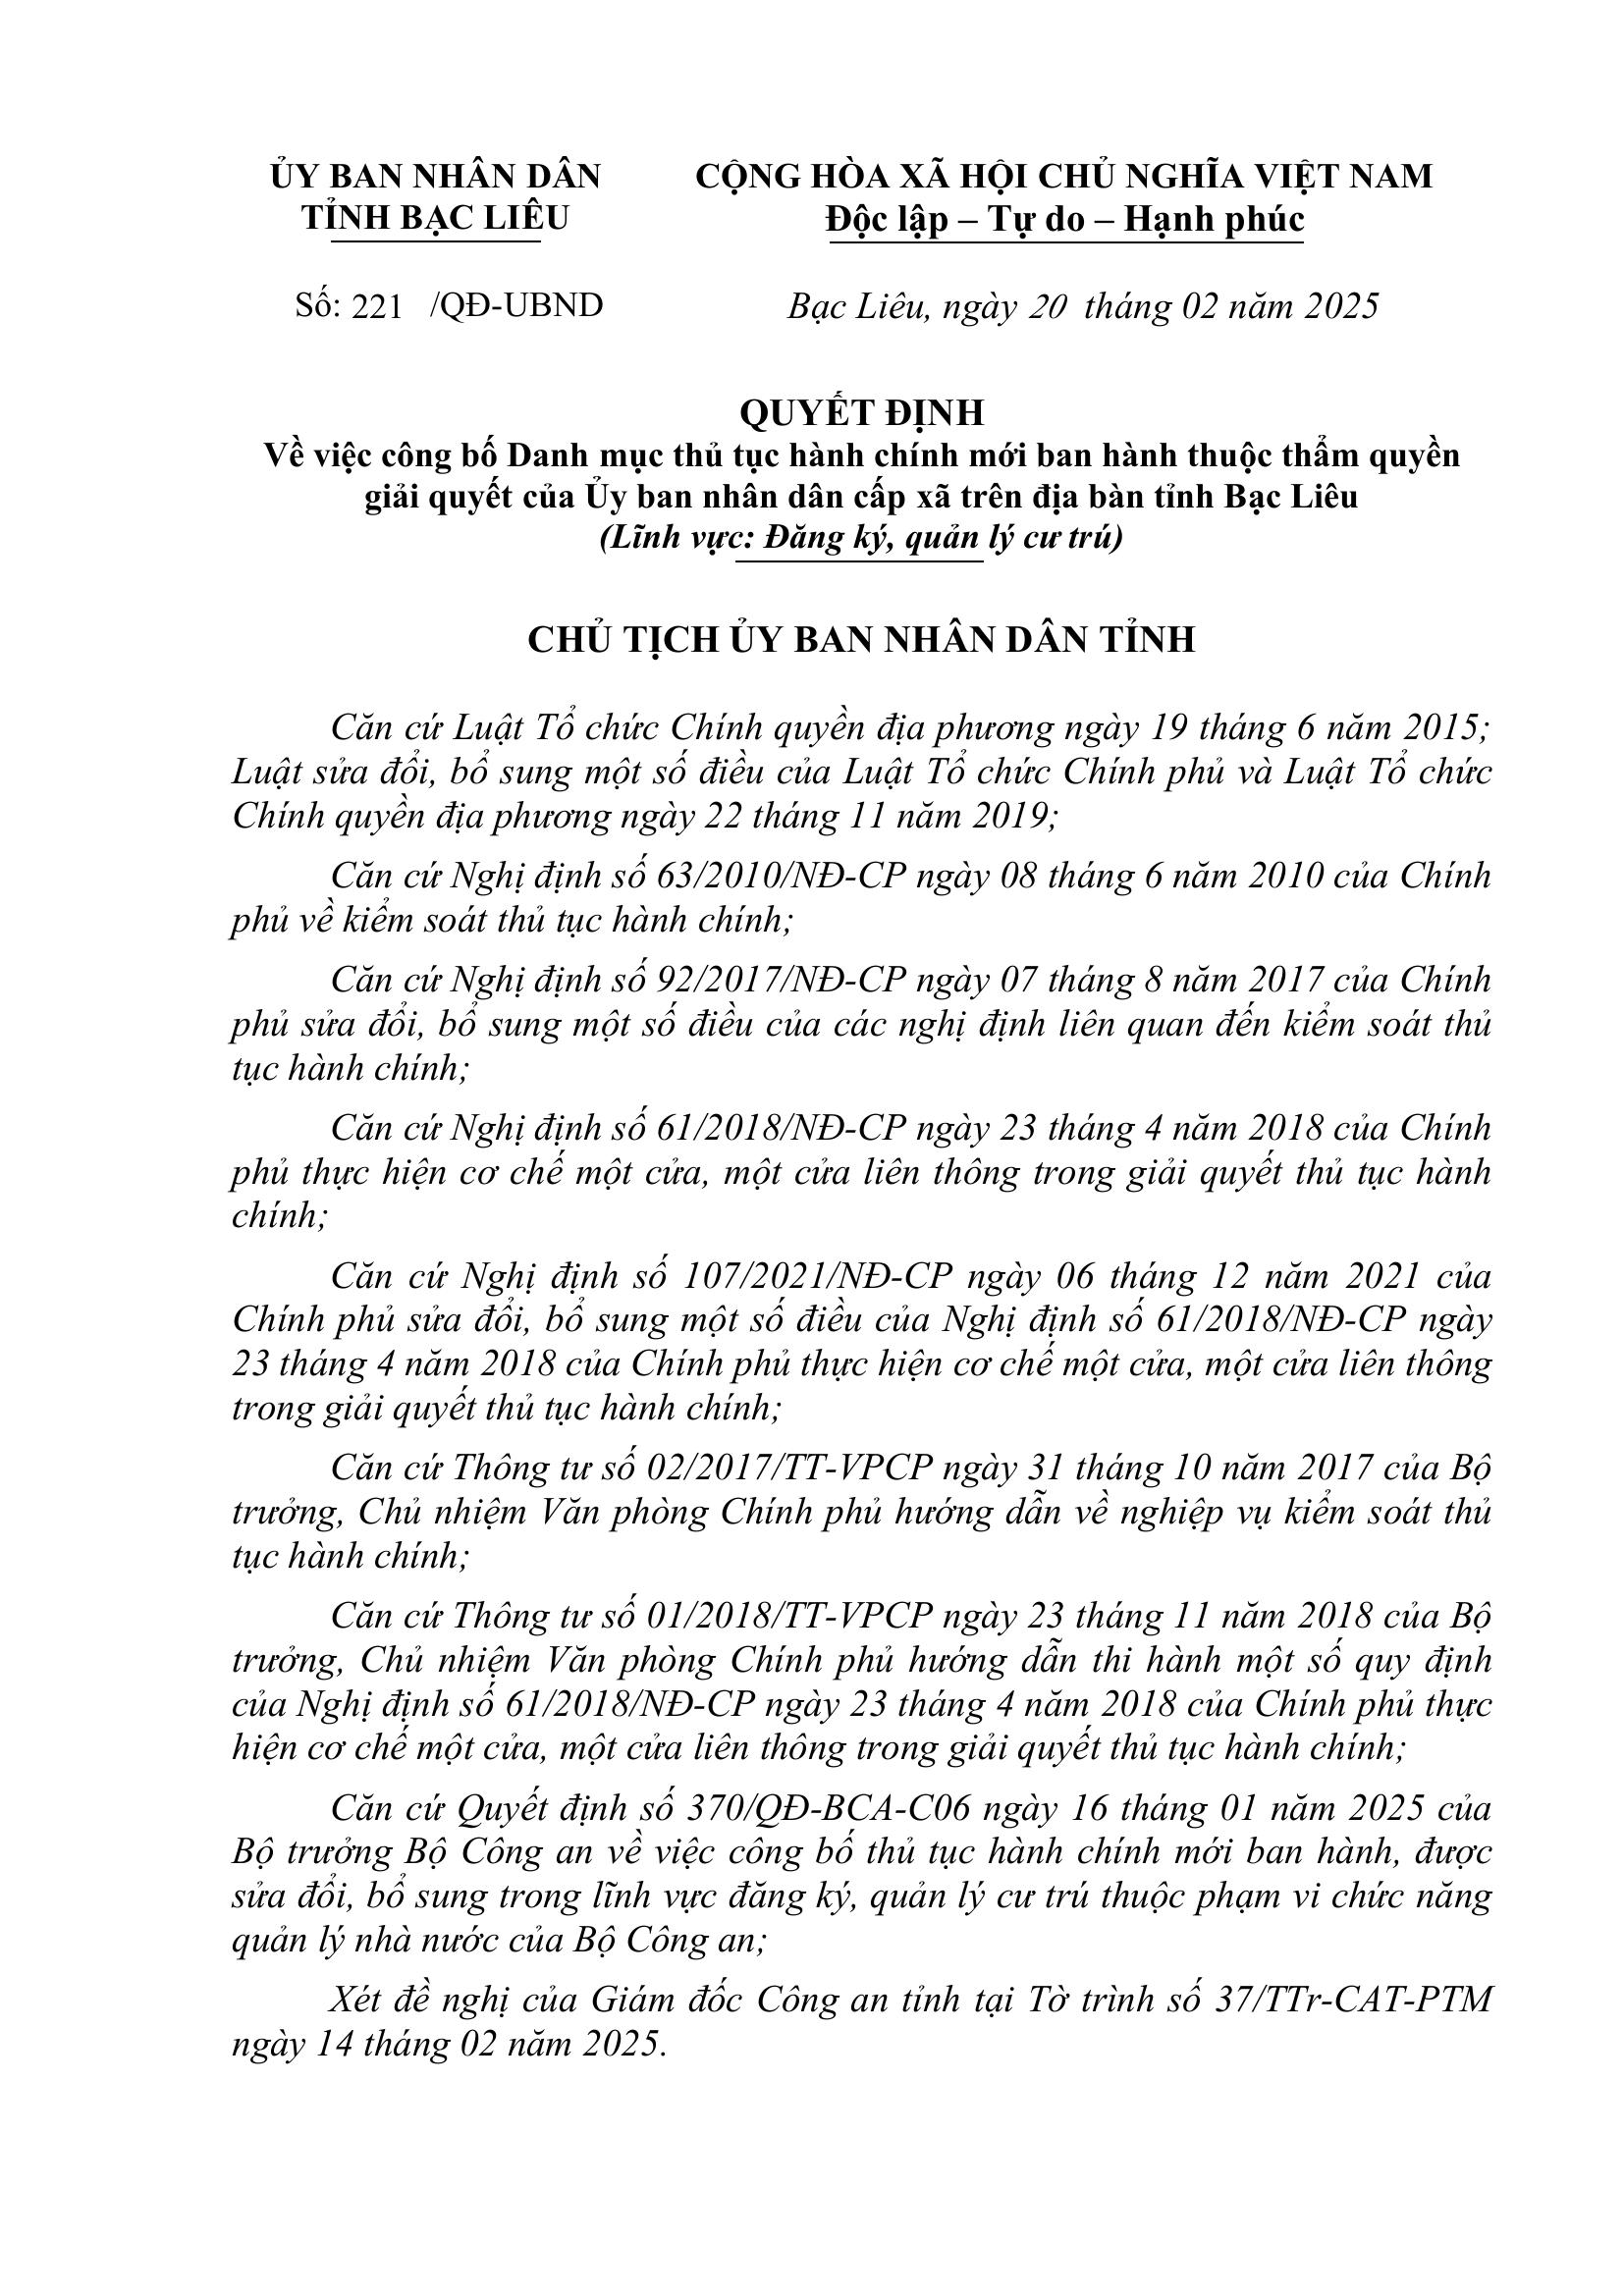 ỦY BAN NHÂN DÂN
TỈNH BẠC LIÊU
CỘNG HÒA XÃ HỘI CHỦ NGHĨA VIỆT NAM
Độc lập – Tự do – Hạnh phúc
Số: 221 /QĐ-UBND
Bạc Liêu, ngày 20 tháng 02 năm 2025
QUYẾT ĐỊNH
Về việc công bố Danh mục thủ tục hành chính mới ban hành thuộc thẩm quyền
giải quyết của Ủy ban nhân dân cấp xã trên địa bàn tỉnh Bạc Liêu
(Lĩnh vực: Đăng ký, quản lý cư trú)
CHỦ TỊCH ỦY BAN NHÂN DÂN TỈNH
Căn cứ Luật Tổ chức Chính quyền địa phương ngày 19 tháng 6 năm 2015;
Luật sửa đổi, bổ sung một số điều của Luật Tổ chức Chính phủ và Luật Tổ chức
Chính quyền địa phương ngày 22 tháng 11 năm 2019;
Căn cứ Nghị định số 63/2010/NĐ-CP ngày 08 tháng 6 năm 2010 của Chính
phủ về kiểm soát thủ tục hành chính;
Căn cứ Nghị định số 92/2017/NĐ-CP ngày 07 tháng 8 năm 2017 của Chính
phủ sửa đổi, bổ sung một số điều của các nghị định liên quan đến kiểm soát thủ
tục hành chính;
Căn cứ Nghị định số 61/2018/NĐ-CP ngày 23 tháng 4 năm 2018 của Chính
phủ thực hiện cơ chế một cửa, một cửa liên thông trong giải quyết thủ tục hành
chính;
Căn cứ Nghị định số 107/2021/NĐ-CP ngày 06 tháng 12 năm 2021 của
Chính phủ sửa đổi, bổ sung một số điều của Nghị định số 61/2018/NĐ-CP ngày
23 tháng 4 năm 2018 của Chính phủ thực hiện cơ chế một cửa, một cửa liên thông
trong giải quyết thủ tục hành chính;
Căn cứ Thông tư số 02/2017/TT-VPCP ngày 31 tháng 10 năm 2017 của Bộ
trưởng, Chủ nhiệm Văn phòng Chính phủ hướng dẫn về nghiệp vụ kiểm soát thủ
tục hành chính;
Căn cứ Thông tư số 01/2018/TT-VPCP ngày 23 tháng 11 năm 2018 của Bộ
trưởng, Chủ nhiệm Văn phòng Chính phủ hướng dẫn thi hành một số quy định
của Nghị định số 61/2018/NĐ-CP ngày 23 tháng 4 năm 2018 của Chính phủ thực
hiện cơ chế một cửa, một cửa liên thông trong giải quyết thủ tục hành chính;
Căn cứ Quyết định số 370/QĐ-BCA-C06 ngày 16 tháng 01 năm 2025 của
Bộ trưởng Bộ Công an về việc công bố thủ tục hành chính mới ban hành, được
sửa đổi, bổ sung trong lĩnh vực đăng ký, quản lý cư trú thuộc phạm vi chức năng
quản lý nhà nước của Bộ Công an;
Xét đề nghị của Giám đốc Công an tỉnh tại Tờ trình số 37/TTr-CAT-PTM
ngày 14 tháng 02 năm 2025.